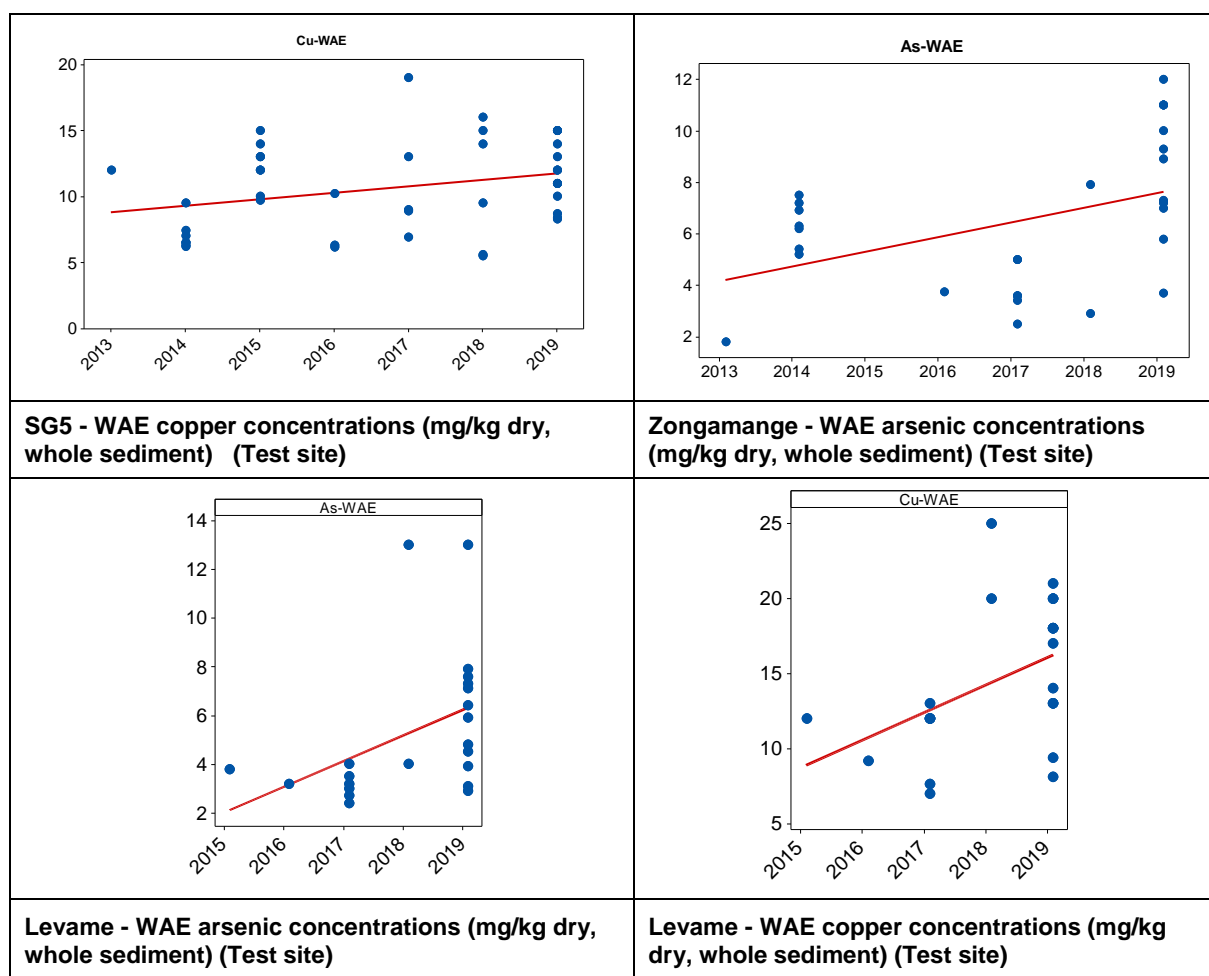 Cu-WAE
20
15
10
5
0
2013 2014 2015 2016 2017 2018 2019
As-WAE
12
10
8
6
4
2
2013 2014 2015 2016 2017 2018 2019
SG5 - WAE copper concentrations (mg/kg dry,
whole sediment) (Test site)
Zongamange - WAE arsenic concentrations
(mg/kg dry, whole sediment) (Test site)
As-WAE
14
12
10
8
6
4
2
2015 2016 2017 2018 2019
Cu-WAE
25
20
15
10
5
2015 2016 2017 2018 2019
Levame - WAE arsenic concentrations (mg/kg dry,
whole sediment) (Test site)
Levame - WAE copper concentrations (mg/kg
dry, whole sediment) (Test site)